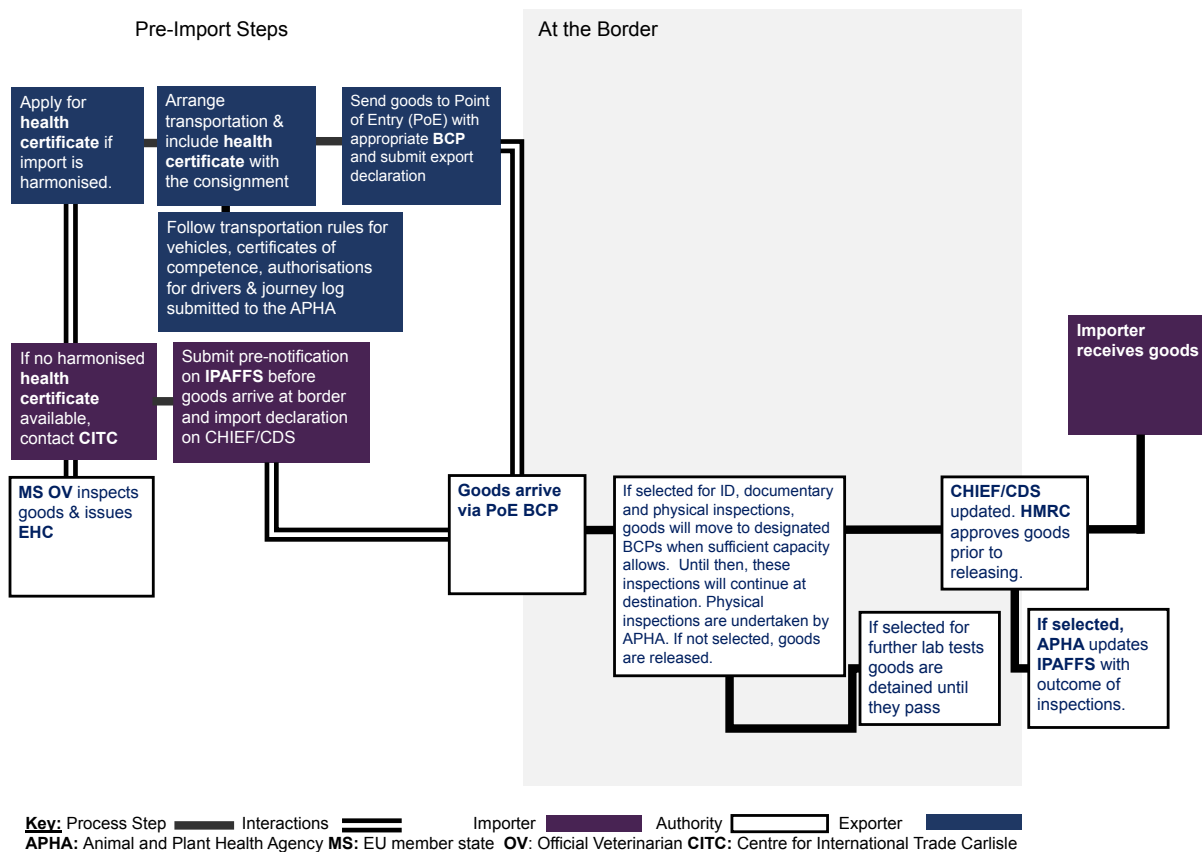 Pre-Import Steps
At the Border
Apply for
health
certificate if
import is
harmonised.
Arrange
transportation &
include health
certificate with
the consignment
Send goods to Point
of Entry (PoE) with
appropriate BCP
and submit export
declaration
Follow transportation rules for
vehicles, certificates of
competence, authorisations
for drivers & journey log
submitted to the APHA
If no harmonised
health
certificate
available,
contact CITC
Submit pre-notification
on IPAFFS before
goods arrive at border
and import declaration
on CHIEF/CDS
Importer
receives goods
MS OV inspects
goods & issues
EHC
Goods arrive
via PoE BCP
If selected for ID, documentary
and physical inspections,
goods will move to designated
BCPs when sufficient capacity
allows. Until then, these
inspections will continue at
destination. Physical
inspections are undertaken by
APHA. If not selected, goods
are released.
CHIEF/CDS
updated. HMRC
approves goods
prior to
releasing.
If selected for
further lab tests
goods are
detained until
they pass
If selected,
APHA updates
IPAFFS with
outcome of
inspections.
Key: Process Step Interactions Importer Authority Exporter
APHA: Animal and Plant Health Agency MS: EU member state OV: Official Veterinarian CITC: Centre for International Trade Carlisle